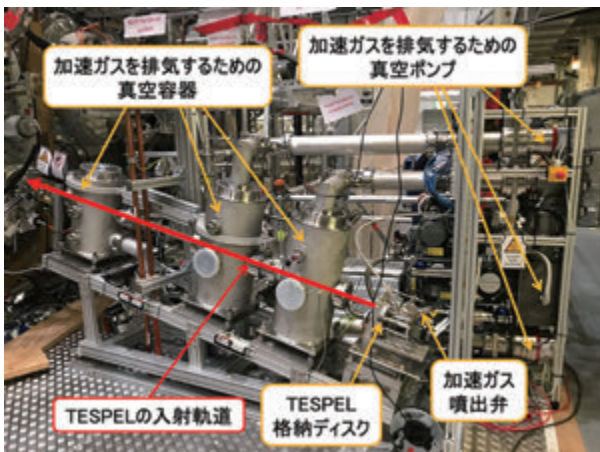 加速ガスを排気するための
真空容器
加速ガスを排気するための
真空ポンプ
TESPELの入射軌道
TESPEL
格納ディスク
加速ガス
噴出弁